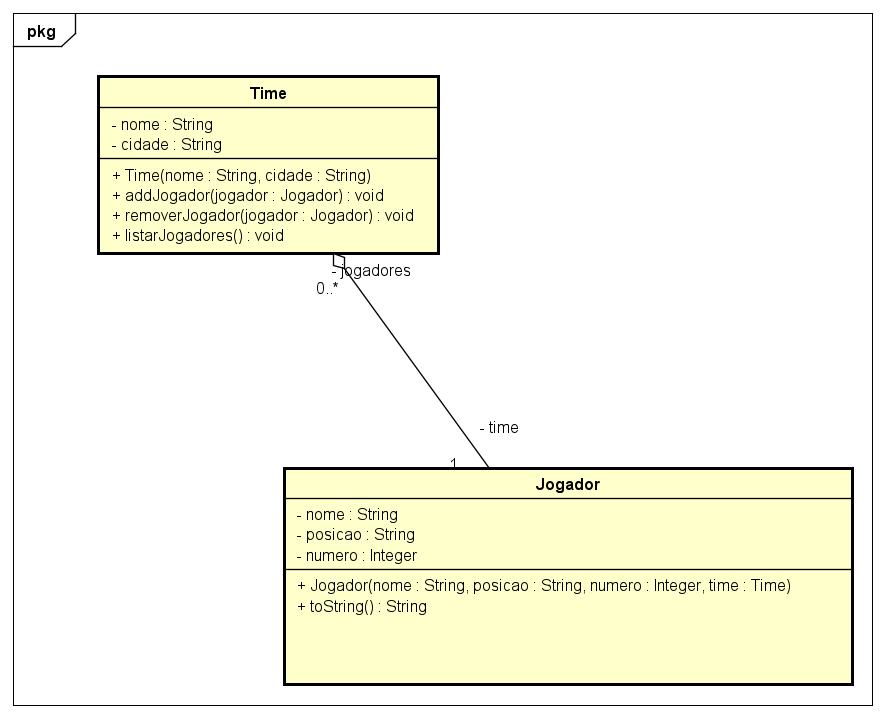 pkg
Time
- nome : String
- cidade : String
+ Time(nome : String, cidade : String)
+ addJogador(jogador : Jogador) : void
+ removerJogador(jogador : Jogador) : void
+ listarJogadores() : void
- jogadores
0..*
- time
1
Jogador
- nome : String
- posicao : String
- numero : Integer
+ Jogador(nome : String, posicao : String, numero : Integer, time : Time)
+ toString() : String